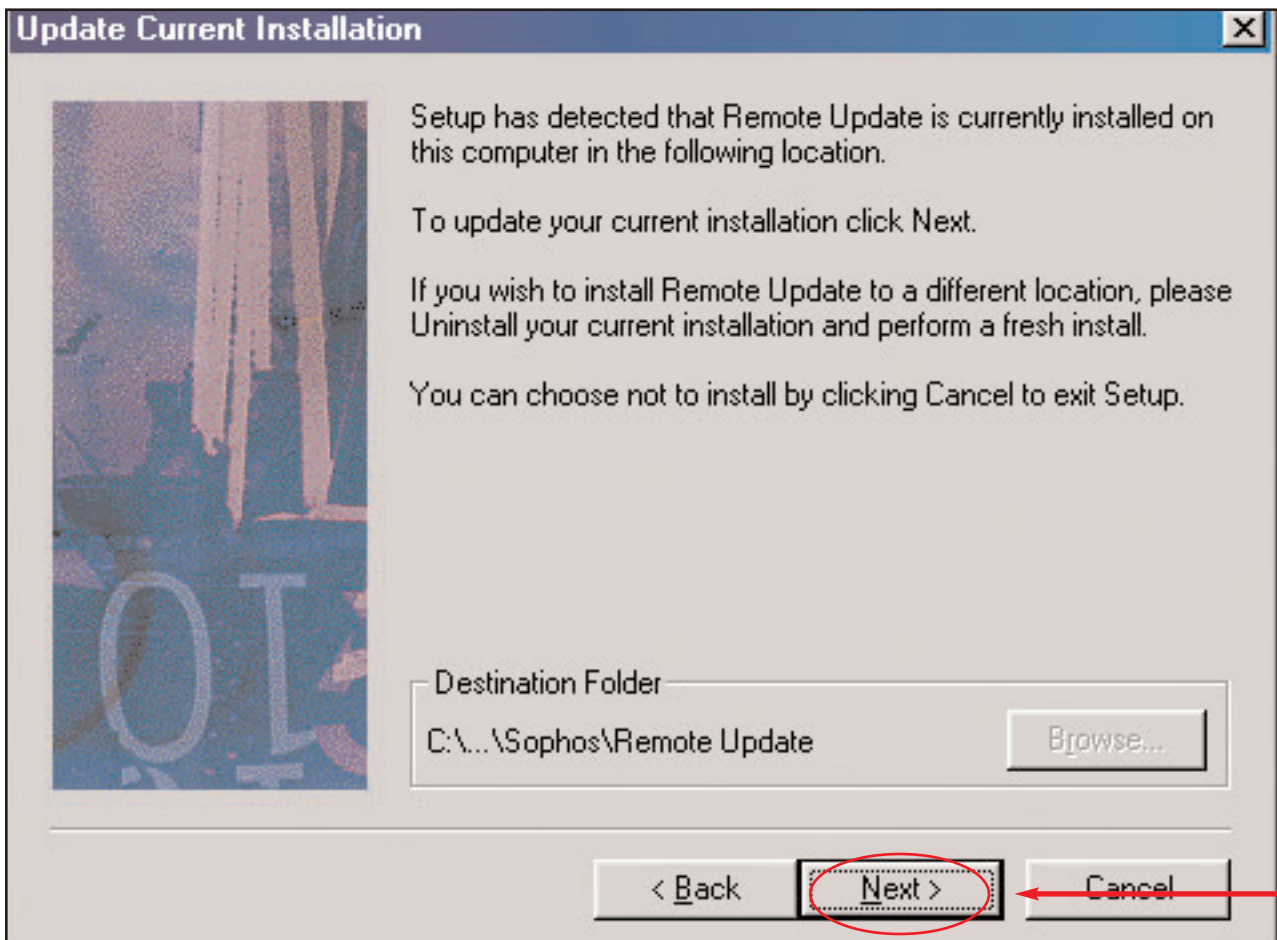 Update Current Installation
Setup has detected that Remote Update is currently installed on
this computer in the following location.
To update your current installation click Next.
If you wish to install Remote Update to a different location, please
Uninstall your current installation and perform a fresh install.
You can choose not to install by clicking Cancel to exit Setup.
Destination Folder
C:\...\Sophos\Remote Update
Browse...
< Back
Next >
Cancel